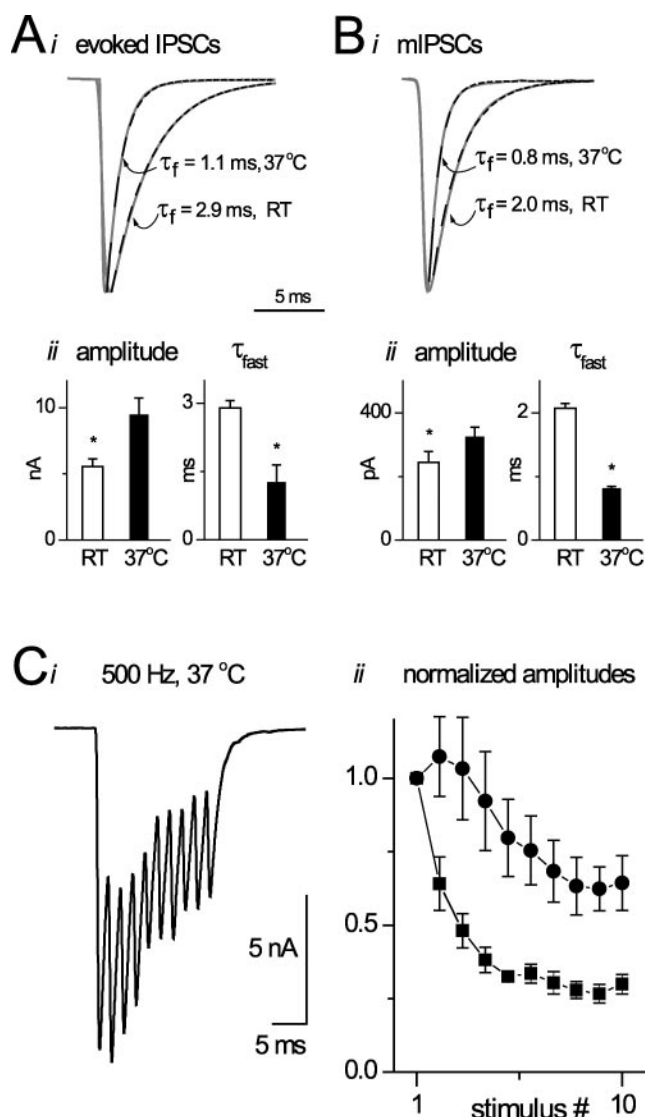 A i evoked IPSCs
B i mIPSCs
τf = 1.1 ms, 37°C
τf = 2.9 ms, RT
τf = 0.8 ms, 37°C
τf = 2.0 ms, RT
5 ms
ii amplitude
τfast
ii amplitude
τfast
10
nA
0
*
RT 37°C
3
ms
0
*
RT 37°C
400
pA
0
*
RT 37°C
2
ms
0
*
RT 37°C
C i 500 Hz, 37 °C
ii normalized amplitudes
5 nA
5 ms
1.0
0.5
0.0
1 10
stimulus #